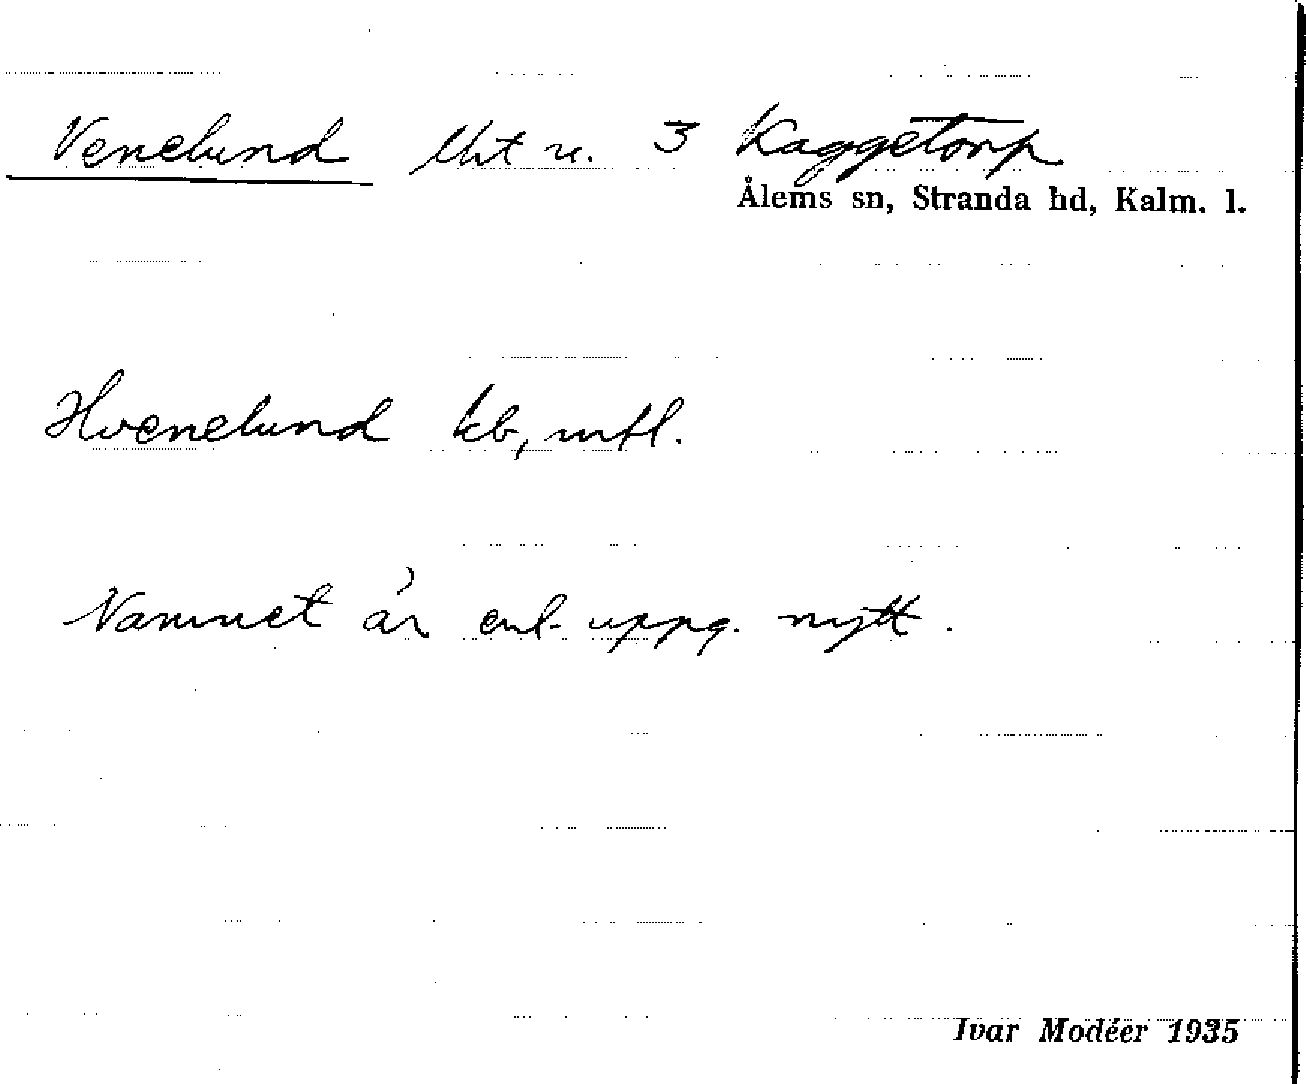 Venelund lht u. 3 Kaggetorp
Ålems sn, Stranda hd, Kalm. l.
Hvenelund kb, mtl.
Namnet är enl. uppg. nytt.
Ivar Modéer 1935